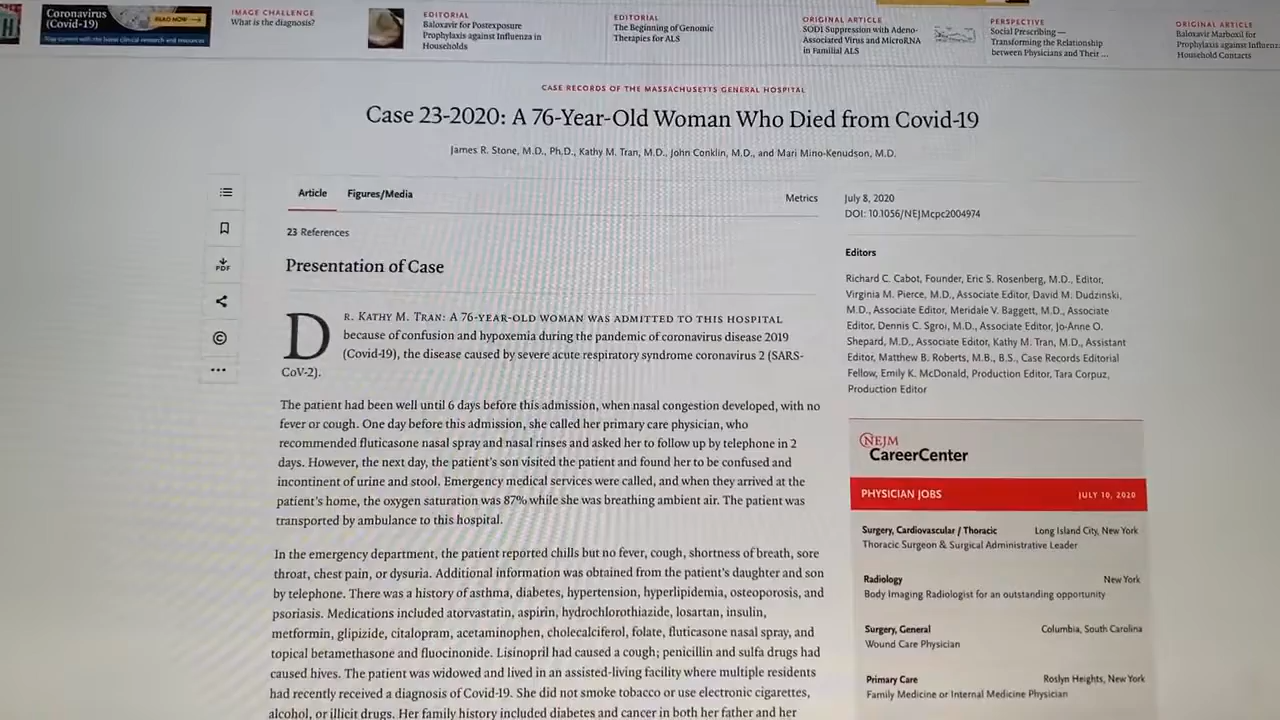 Coronavirus
(Covid-19)
READ NOW →
IMAGE CHALLENGE
What is the diagnosis?
EDITORIAL
Baloxavir for Postexposure
Prophylaxis against Influenza in
Households
EDITORIAL
The Beginning of Genomic
Therapies for ALS
ORIGINAL ARTICLE
SOD1 Suppression with Adeno-
Associated Virus and MicroRNA
in Familial ALS
PERSPECTIVE
Social Prescribing —
Transforming the Relationship
between Physicians and Their ...
ORIGINAL ARTICLE
Baloxavir Marboxil for
Prophylaxis against
Household Contacts
CASE RECORDS OF THE MASSACHUSETTS GENERAL HOSPITAL
Case 23-2020: A 76-Year-Old Woman Who Died from Covid-19
James R. Stone, M.D., Ph.D., Kathy M. Tran, M.D., John Conklin, M.D., and Mari Mino-Kenudson, M.D.
Article Figures/Media
Metrics
23 References
PDF
Presentation of Case
DR. KATHY M. TRAN: A 76-YEAR-OLD WOMAN WAS ADMITTED TO THIS HOSPITAL
because of confusion and hypoxemia during the pandemic of coronavirus disease 2019
(Covid-19), the disease caused by severe acute respiratory syndrome coronavirus 2 (SARS-
CoV-2).
The patient had been well until 6 days before this admission, when nasal congestion developed, with no
fever or cough. One day before this admission, she called her primary care physician, who
recommended fluticasone nasal spray and nasal rinses and asked her to follow up by telephone in 2
days. However, the next day, the patient's son visited the patient and found her to be confused and
incontinent of urine and stool. Emergency medical services were called, and when they arrived at the
patient's home, the oxygen saturation was 87% while she was breathing ambient air. The patient was
transported by ambulance to this hospital.
In the emergency department, the patient reported chills but no fever, cough, shortness of breath, sore
throat, chest pain, or dysuria. Additional information was obtained from the patient's daughter and son
by telephone. There was a history of asthma, diabetes, hypertension, hyperlipidemia, osteoporosis, and
psoriasis. Medications included atorvastatin, aspirin, hydrochlorothiazide, losartan, insulin,
metformin, glipizide, citalopram, acetaminophen, cholecalciferol, folate, fluticasone nasal spray, and
topical betamethasone and fluocinonide. Lisinopril had caused a cough; penicillin and sulfa drugs had
caused hives. The patient was widowed and lived in an assisted-living facility where multiple residents
had recently received a diagnosis of Covid-19. She did not smoke tobacco or use electronic cigarettes,
alcohol, or illicit drugs. Her family history included diabetes and cancer in both her father and her
July 8, 2020
DOI: 10.1056/NEJMcpc2004974
Editors
Richard C. Cabot, Founder, Eric S. Rosenberg, M.D., Editor,
Virginia M. Pierce, M.D., Associate Editor, David M. Dudzinski,
M.D., Associate Editor, Meridale V. Baggett, M.D., Associate
Editor, Dennis C. Sgroi, M.D., Associate Editor, Jo-Anne O.
Shepard, M.D., Associate Editor, Kathy M. Tran, M.D., Assistant
Editor, Matthew B. Roberts, M.B., B.S., Case Records Editorial
Fellow, Emily K. McDonald, Production Editor, Tara Corpuz,
Production Editor
NEJM
CareerCenter
PHYSICIAN JOBS JULY 10, 2020
Surgery, Cardiovascular / Thoracic Long Island City, New York
Thoracic Surgeon & Surgical Administrative Leader
Radiology New York
Body Imaging Radiologist for an outstanding opportunity
Surgery, General Columbia, South Carolina
Wound Care Physician
Primary Care Roslyn Heights, New York
Family Medicine or Internal Medicine Physician